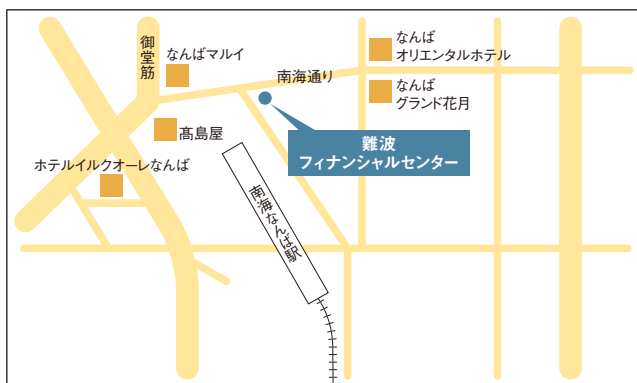 御堂筋
なんばマルイ
南海通り
なんば
オリエンタルホテル
なんば
グランド花月
髙島屋
難波
フィナンシャルセンター
ホテルイルクオーレなんば
南海なんば駅